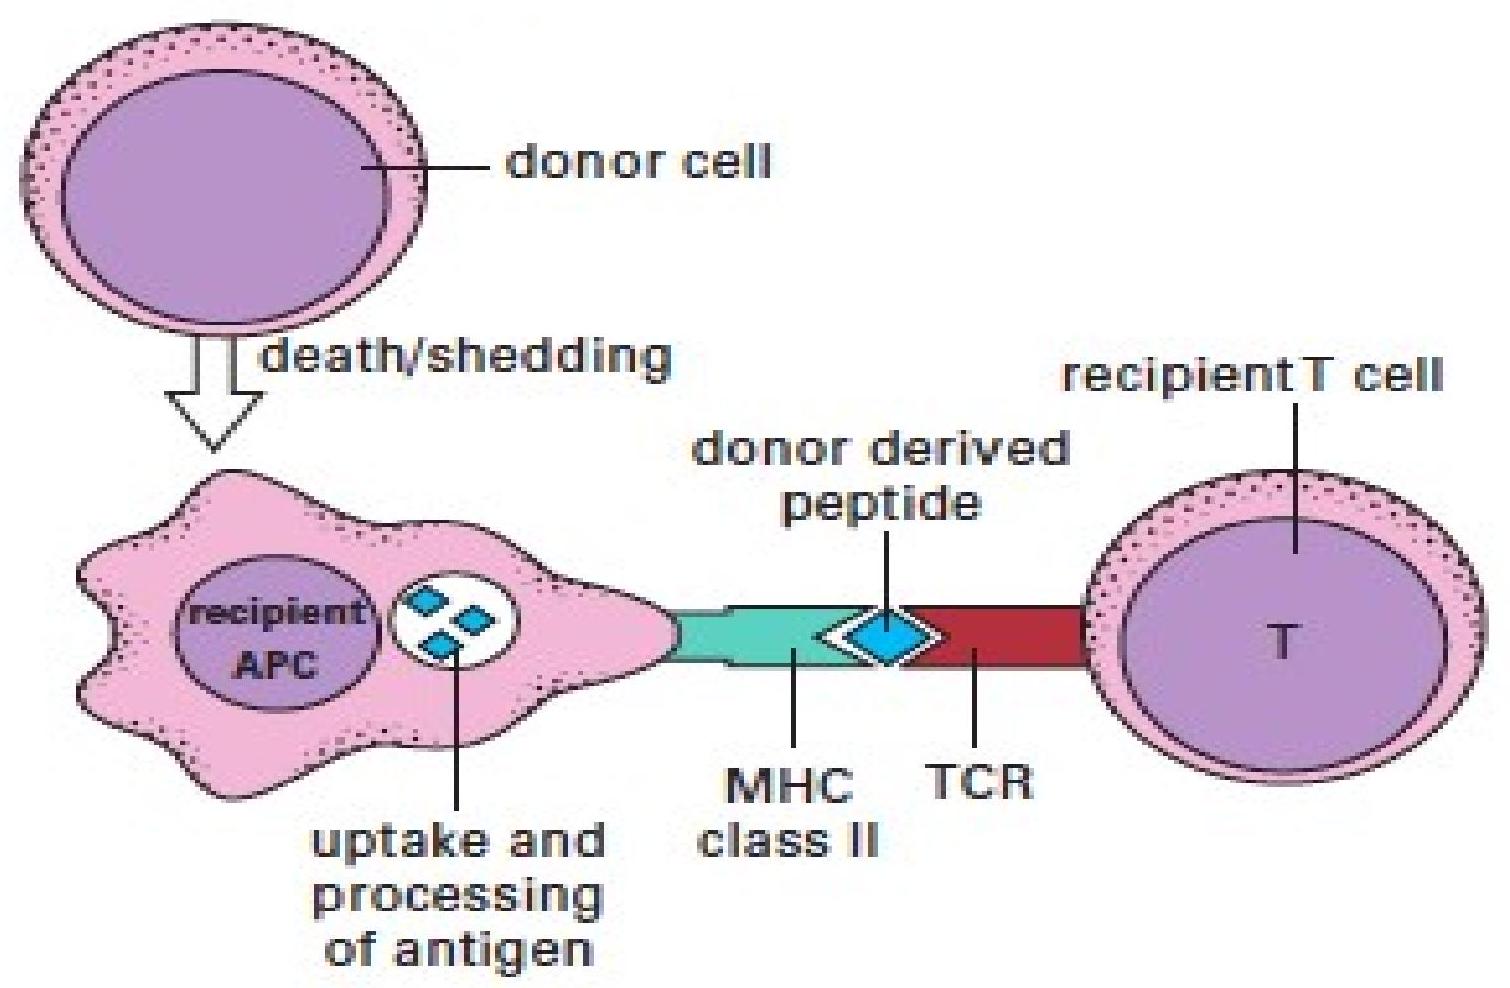 donor cell
death/shedding
recipient T cell
donor derived
peptide
recipient
APC
T
MHC
class II
TCR
uptake and
processing
of antigen